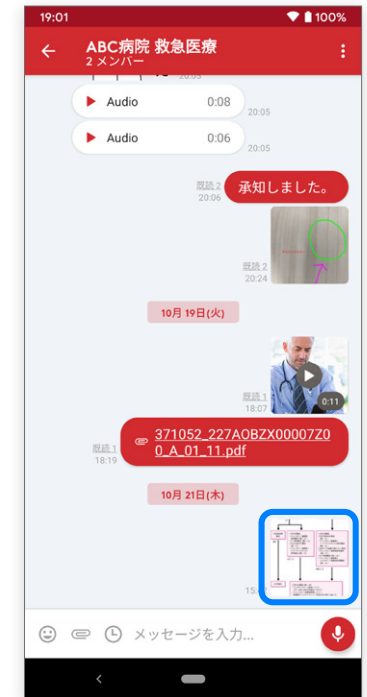 19:01
100%
ABC病院 救急医療
2 メンバー
20:05
Audio
0:08
20:05
Audio
0:06
20:05
既読 2
20:06
承知しました。
既読 2
20:24
10月 19日(火)
0:11
既読 1
18:07
371052_227AOBZX00007Z0
0_A_01_11.pdf
既読 1
18:19
10月 21日(木)
メッセージを入力...